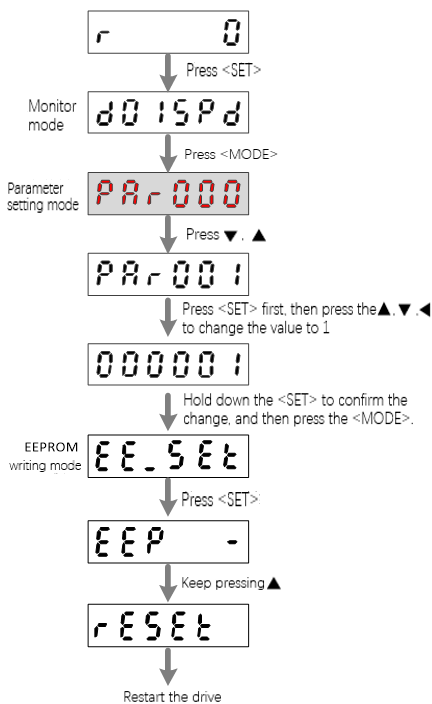 r 0
Press <SET>
Monitor
mode
d01SPd
Press <MODE>
Parameter
setting mode
PAr000
Press ▼ , ▲
PAr001
Press <SET> first, then press the▲,▼ ,◀
to change the value to 1
000001
Hold down the <SET> to confirm the
change, and then press the <MODE>.
EEPROM
writing mode
EE_SEt
Press <SET>
EEP -
Keep pressing▲
rESEt
Restart the drive